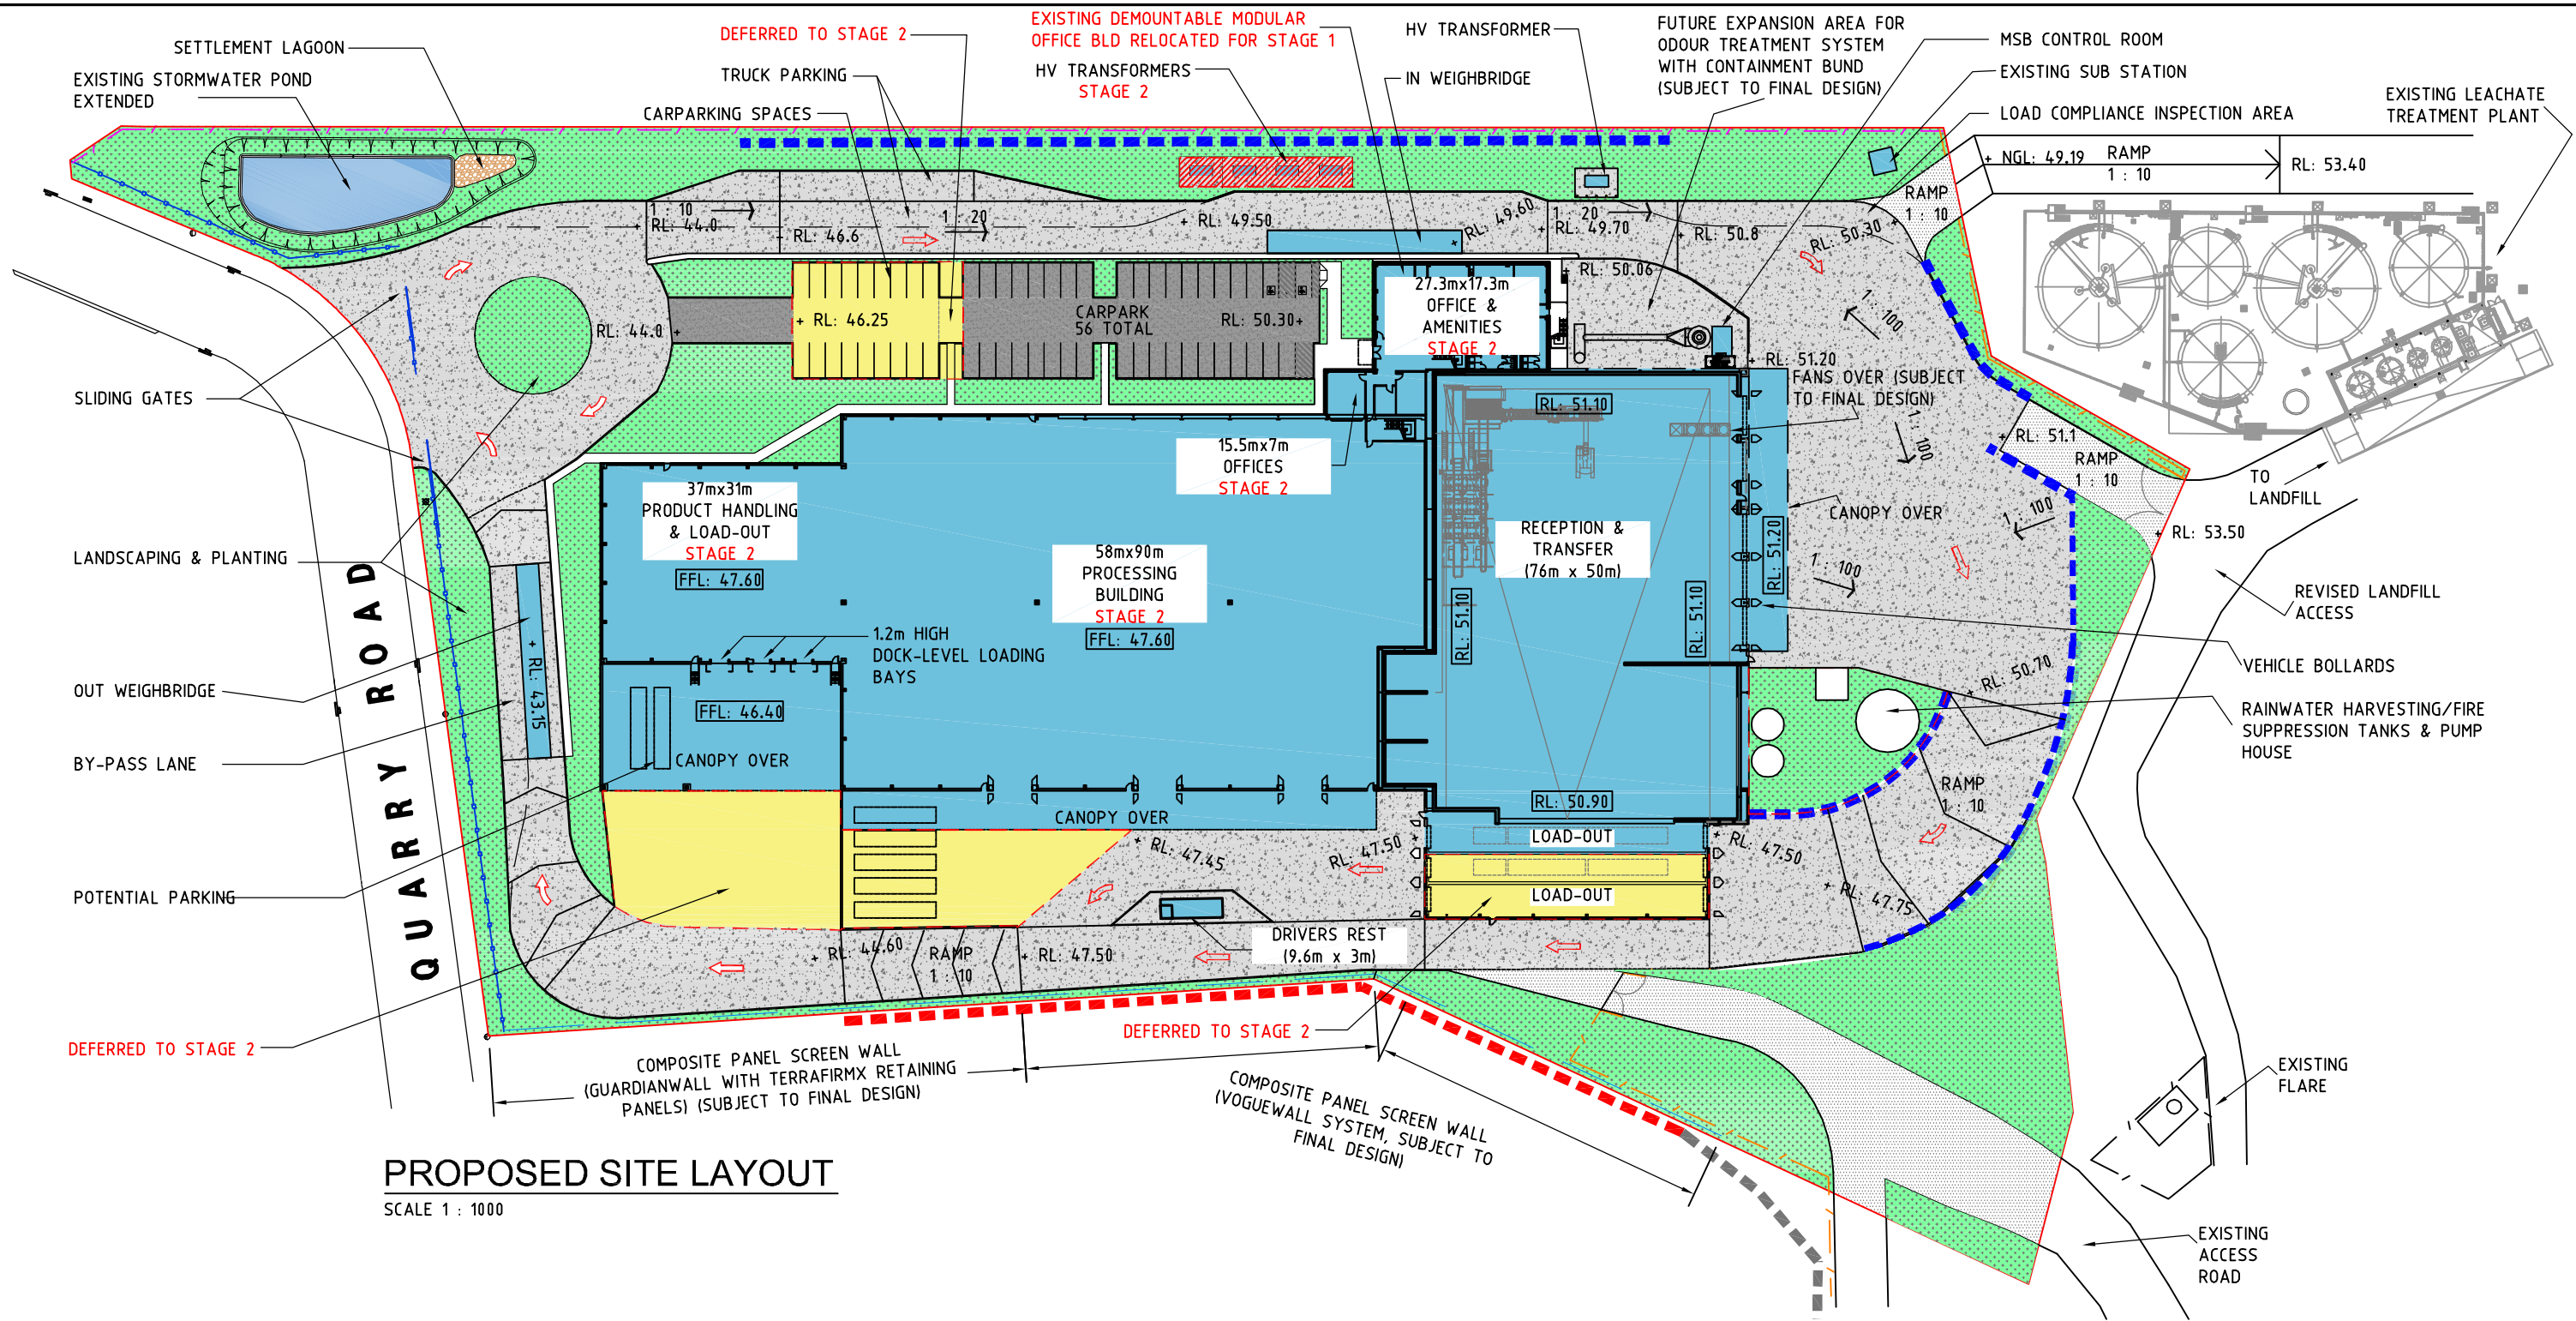 SETTLEMENT LAGOON
EXISTING STORMWATER POND
EXTENDED
DEFERRED TO STAGE 2
TRUCK PARKING
CARPARKING SPACES
EXISTING DEMOUNTABLE MODULAR
OFFICE BLD RELOCATED FOR STAGE 1
HV TRANSFORMERS
STAGE 2
HV TRANSFORMER
IN WEIGHBRIDGE
FUTURE EXPANSION AREA FOR
ODOUR TREATMENT SYSTEM
WITH CONTAINMENT BUND
(SUBJECT TO FINAL DESIGN)
MSB CONTROL ROOM
EXISTING SUB STATION
LOAD COMPLIANCE INSPECTION AREA
EXISTING LEACHATE
TREATMENT PLANT
NGL: 49.19
RAMP
1 : 10
RL: 53.40
RAMP
1 : 10
1 : 10
RL: 44.0
RL: 46.6
1 : 20
RL: 49.50
RL: 49.60
1 : 20
RL: 49.70
RL: 50.8
RL: 50.30
RL: 50.06
RL: 44.0
RL: 46.25
CARPARK
56 TOTAL
RL: 50.30
27.3mx17.3m
OFFICE &
AMENITIES
STAGE 2
1 : 100
RL: 51.20
FANS OVER (SUBJECT
TO FINAL DESIGN)
1 : 100
SLIDING GATES
RL: 51.10
RL: 51.1
RAMP
1 : 10
TO
LANDFILL
15.5mx7m
OFFICES
STAGE 2
37mx31m
PRODUCT HANDLING
& LOAD-OUT
STAGE 2
FFL: 47.60
58mx90m
PROCESSING
BUILDING
STAGE 2
FFL: 47.60
RECEPTION &
TRANSFER
(76m x 50m)
CANOPY OVER
RL: 51.20
1 : 100
1 : 100
RL: 53.50
LANDSCAPING & PLANTING
RL: 51.10
RL: 51.10
REVISED LANDFILL
ACCESS
1.2m HIGH
DOCK-LEVEL LOADING
BAYS
QUARRY ROAD
OUT WEIGHBRIDGE
RL: 43.15
FFL: 46.40
CANOPY OVER
VEHICLE BOLLARDS
RL: 50.70
RAINWATER HARVESTING/FIRE
SUPPRESSION TANKS & PUMP
HOUSE
BY-PASS LANE
RAMP
1 : 10
RL: 50.90
CANOPY OVER
LOAD-OUT
RL: 47.45
RL: 47.50
RL: 47.50
LOAD-OUT
RL: 47.75
POTENTIAL PARKING
DRIVERS REST
(9.6m x 3m)
RL: 44.60
RAMP
1 : 10
RL: 47.50
DEFERRED TO STAGE 2
DEFERRED TO STAGE 2
COMPOSITE PANEL SCREEN WALL
(GUARDIANWALL WITH TERRAFIRMX RETAINING
PANELS) (SUBJECT TO FINAL DESIGN)
COMPOSITE PANEL SCREEN WALL
(VOGUEWALL SYSTEM, SUBJECT TO
FINAL DESIGN)
EXISTING
FLARE
EXISTING
ACCESS
ROAD
PROPOSED SITE LAYOUT
SCALE 1 : 1000